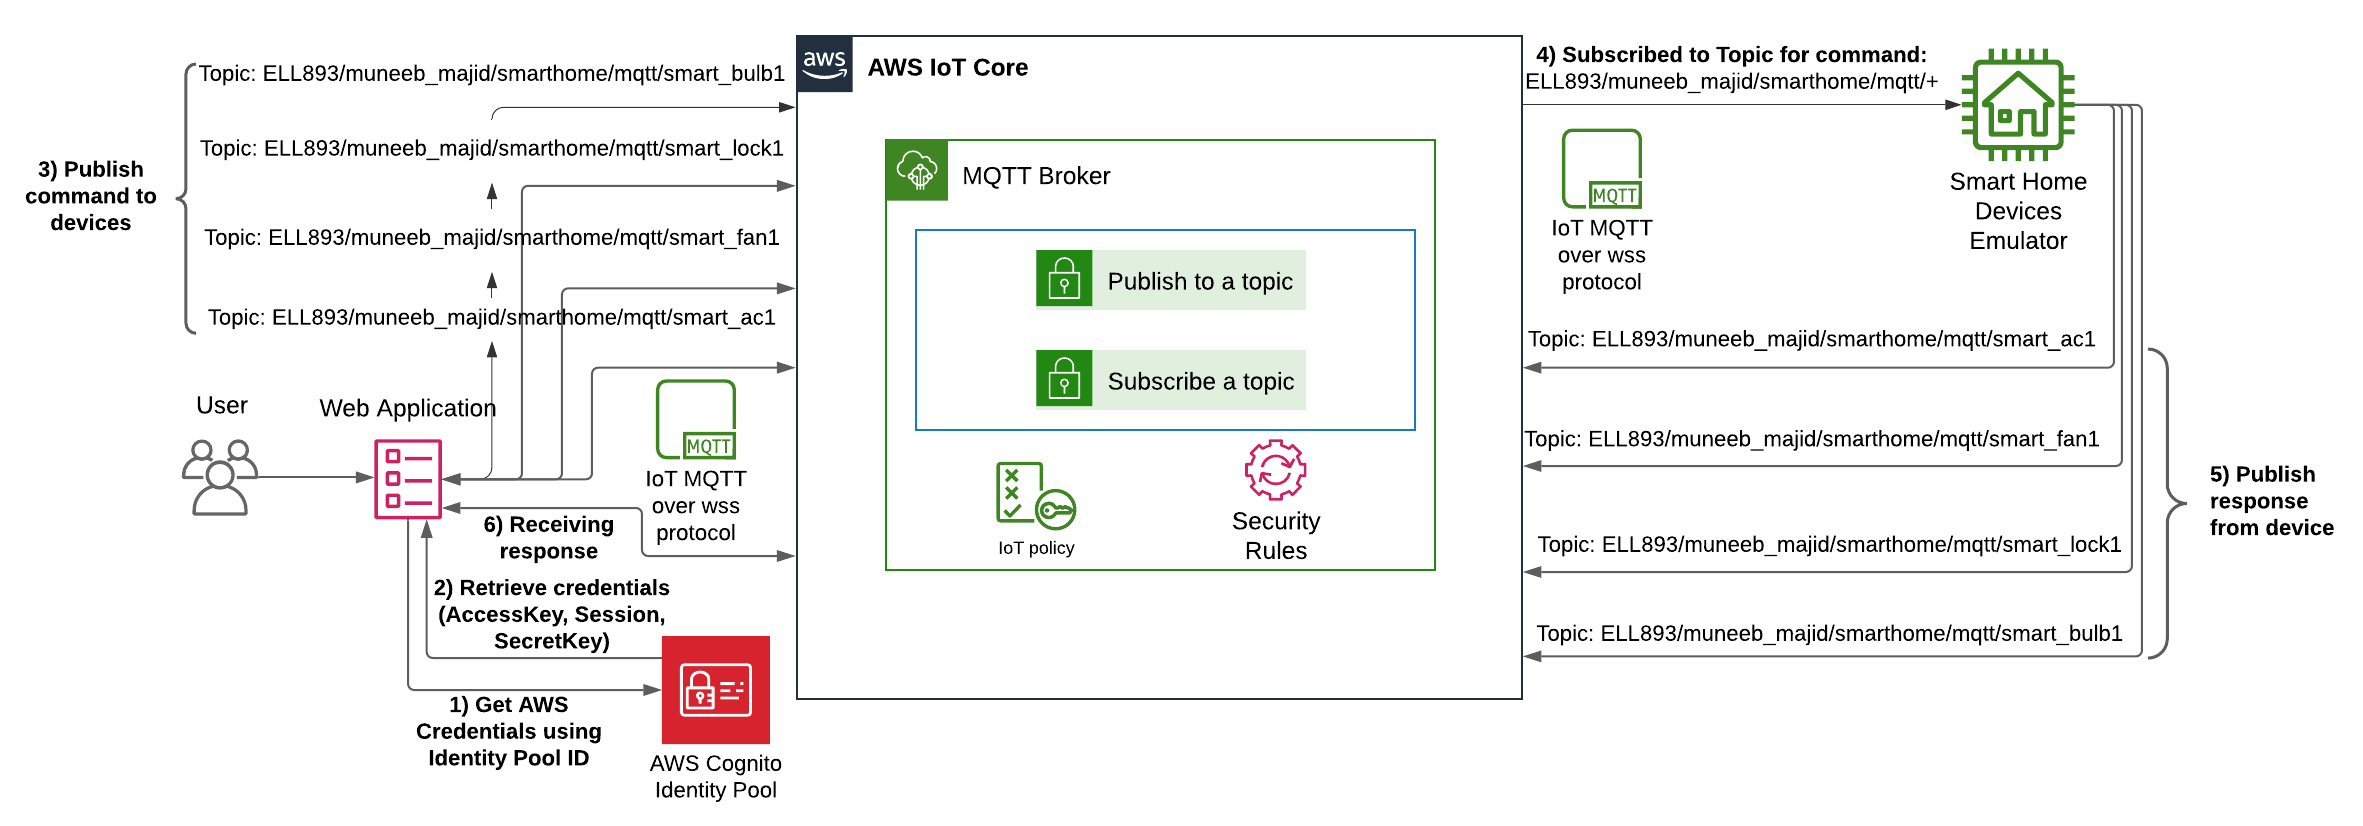 Topic: ELL893/muneeb_majid/smarthome/mqtt/smart_bulb1
Topic: ELL893/muneeb_majid/smarthome/mqtt/smart_lock1
3) Publish
command to
devices
Topic: ELL893/muneeb_majid/smarthome/mqtt/smart_fan1
Topic: ELL893/muneeb_majid/smarthome/mqtt/smart_ac1
User
Web Application
MQTT
IoT MQTT
over wss
protocol
6) Receiving
response
2) Retrieve credentials
(AccessKey, Session,
SecretKey)
1) Get AWS
Credentials using
Identity Pool ID
AWS Cognito
Identity Pool
aws
AWS IoT Core
MQTT Broker
Publish to a topic
Subscribe a topic
IoT policy
Security
Rules
4) Subscribed to Topic for command:
ELL893/muneeb_majid/smarthome/mqtt/+
MQTT
IoT MQTT
over wss
protocol
Smart Home
Devices
Emulator
Topic: ELL893/muneeb_majid/smarthome/mqtt/smart_ac1
Topic: ELL893/muneeb_majid/smarthome/mqtt/smart_fan1
5) Publish
response
from device
Topic: ELL893/muneeb_majid/smarthome/mqtt/smart_lock1
Topic: ELL893/muneeb_majid/smarthome/mqtt/smart_bulb1